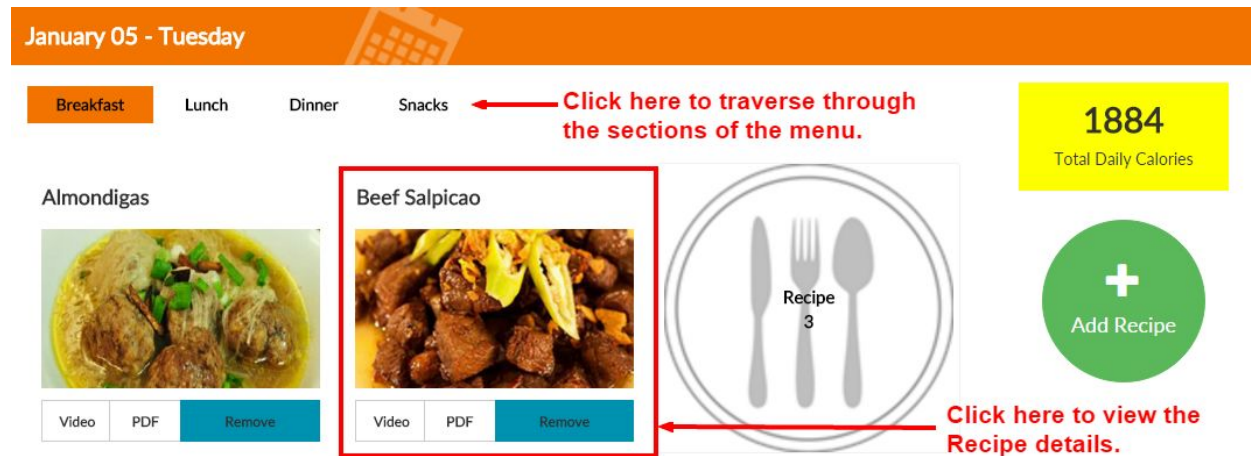 January 05 - Tuesday
Breakfast Lunch Dinner Snacks
Click here to traverse through
the sections of the menu.
1884
Total Daily Calories
Almondigas
Beef Salpicao
Recipe
3
Add Recipe
Video PDF Remove
Video PDF Remove
Click here to view the
Recipe details.